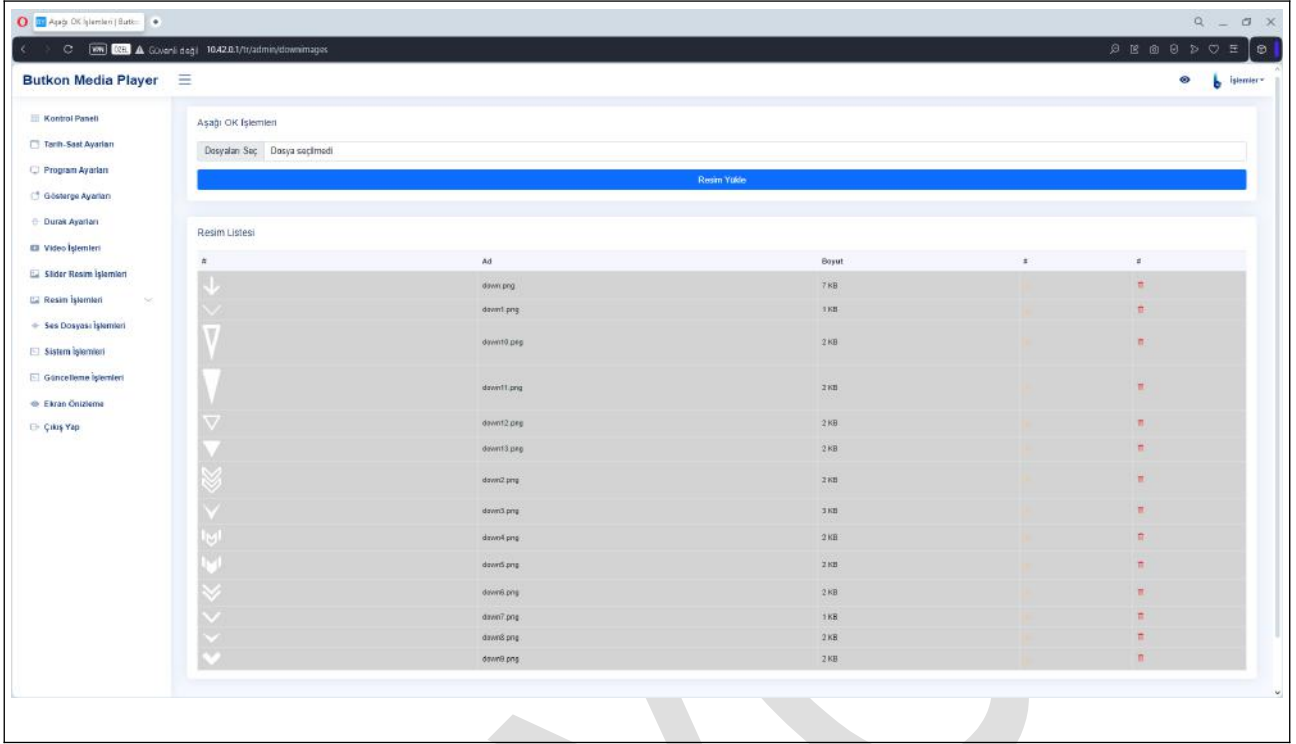 Aşağı OK İşlemleri | Butko
VPN ÖZEL Güvenli değil 10.42.0.1/tr/admin/downimages
Butkon Media Player
İşlemler
Kontrol Paneli
Tarih-Saat Ayarları
Program Ayarları
Gösterge Ayarları
Durak Ayarları
Video İşlemleri
Slider Resim İşlemleri
Resim İşlemleri
Ses Dosyası İşlemleri
Sistem İşlemleri
Güncelleme İşlemleri
Ekran Önizleme
Çıkış Yap
Aşağı OK İşlemleri
Dosyaları Seç Dosya seçilmedi
Resim Yükle
Resim Listesi
# Ad Boyut # #
down.png 7 KB
down1.png 1 KB
down10.png 2 KB
down11.png 2 KB
down12.png 2 KB
down13.png 2 KB
down2.png 2 KB
down3.png 3 KB
down4.png 2 KB
down5.png 2 KB
down6.png 2 KB
down7.png 1 KB
down8.png 2 KB
down9.png 2 KB